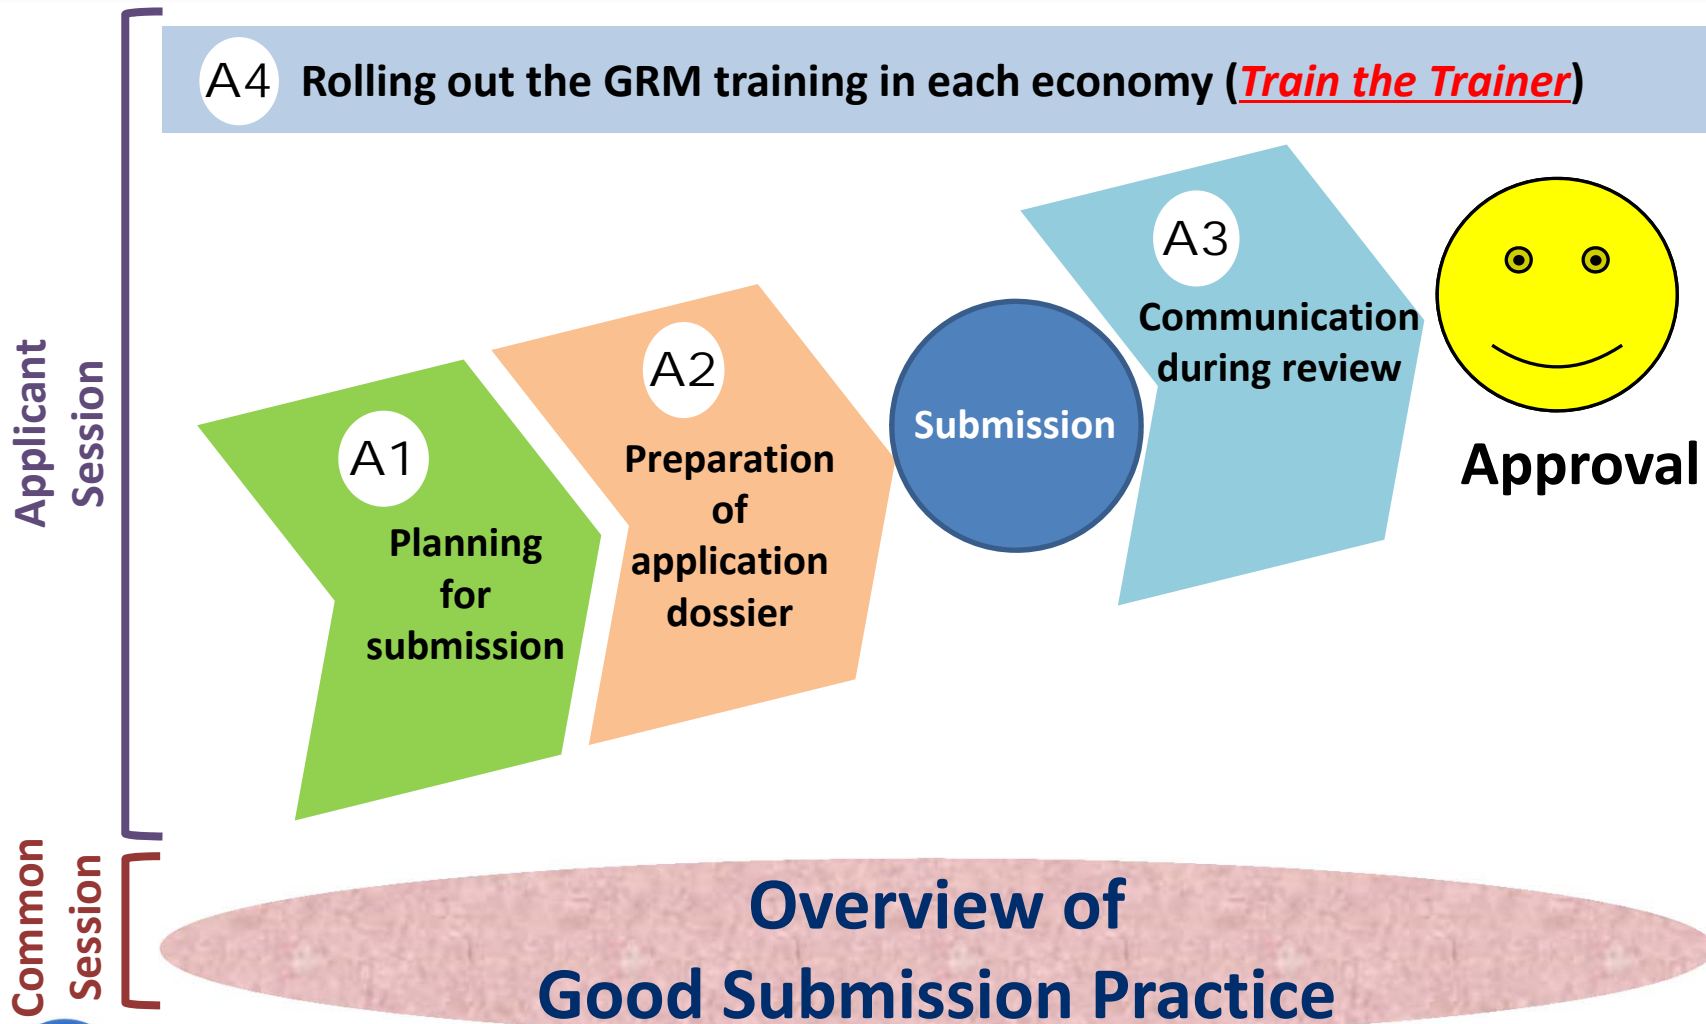 A4 Rolling out the GRM training in each economy (Train the Trainer)
Applicant
Session
A1
Planning
for
submission
A2
Preparation
of
application
dossier
Submission
A3
Communication
during review
Approval
Common
Session
Overview of
Good Submission Practice